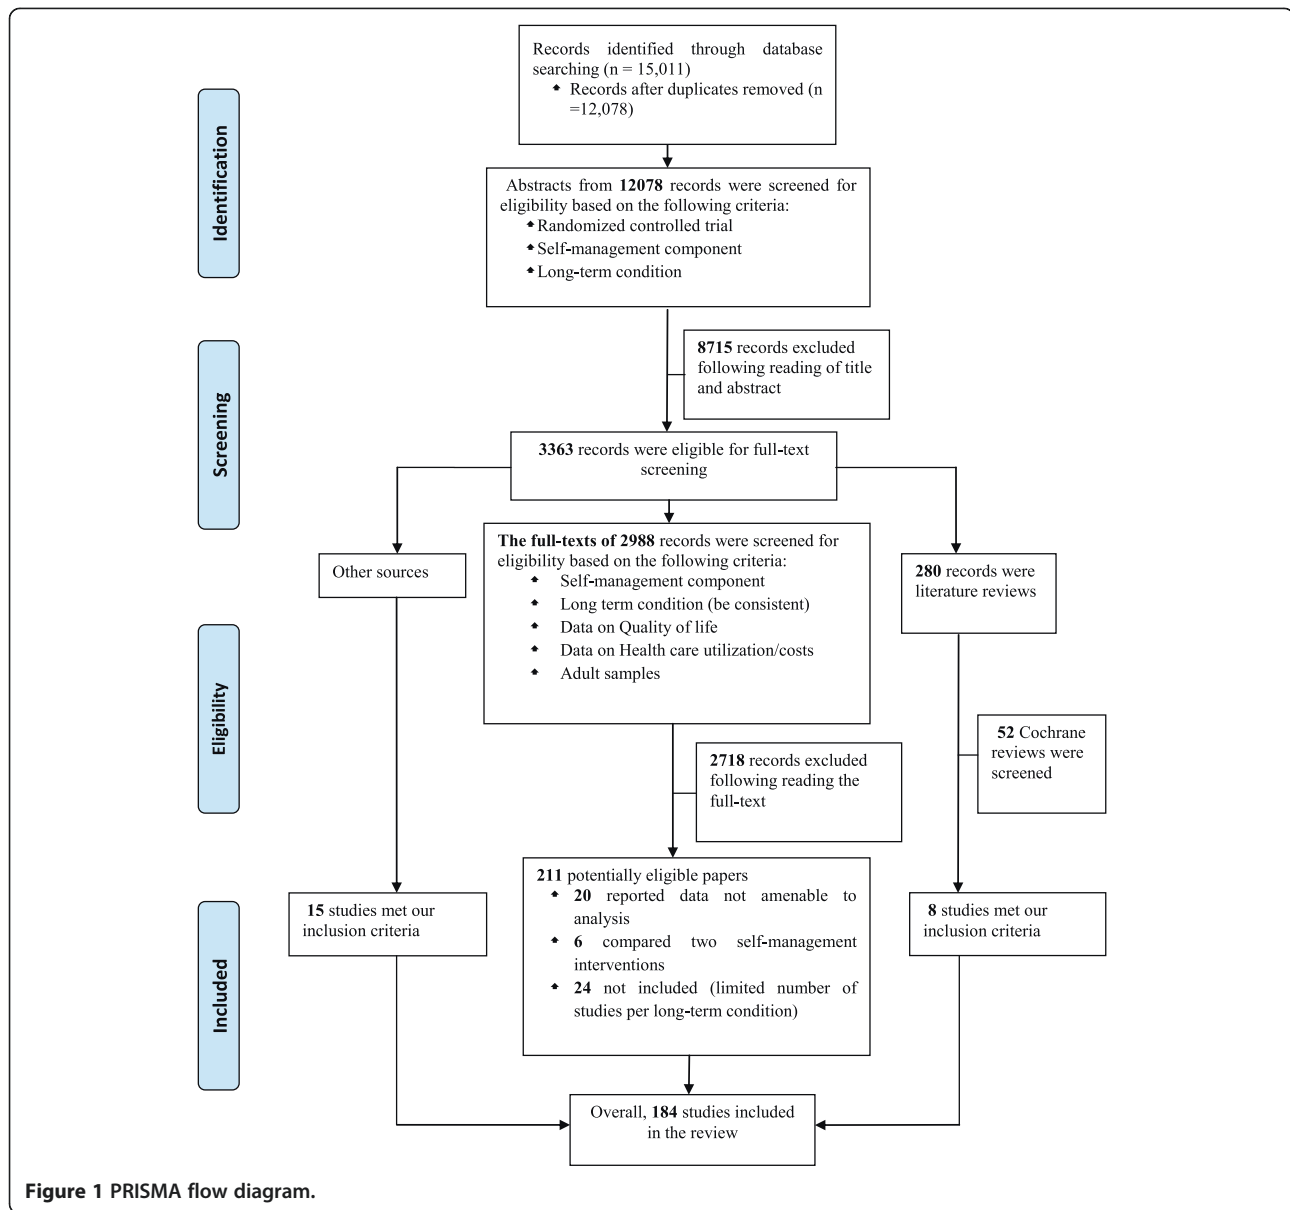 Records identified through database
searching (n = 15,011)
Records after duplicates removed (n
=12,078)
Identification
Abstracts from 12078 records were screened for
eligibility based on the following criteria:
Randomized controlled trial
Self-management component
Long-term condition
Screening
8715 records excluded
following reading of title
and abstract
3363 records were eligible for full-text
screening
Other sources
The full-texts of 2988 records were screened for
eligibility based on the following criteria:
Self-management component
Long term condition (be consistent)
Data on Quality of life
Data on Health care utilization/costs
Adult samples
280 records were
literature reviews
Eligibility
2718 records excluded
following reading the
full-text
52 Cochrane
reviews were
screened
Included
15 studies met our
inclusion criteria
211 potentially eligible papers
20 reported data not amenable to
analysis
6 compared two self-management
interventions
24 not included (limited number of
studies per long-term condition)
8 studies met our
inclusion criteria
Overall, 184 studies included
in the review
Figure 1 PRISMA flow diagram.